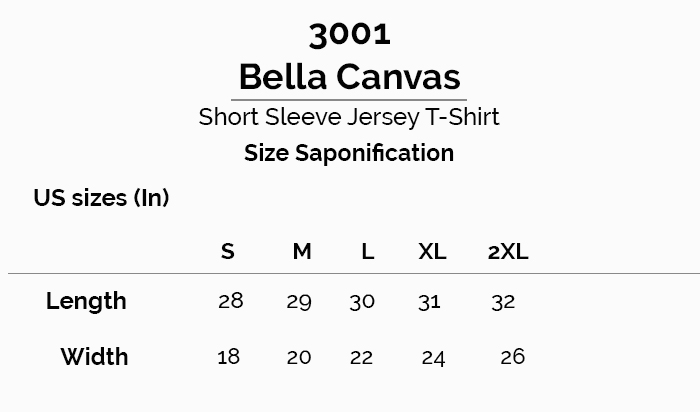 3001
Bella Canvas
Short Sleeve Jersey T-Shirt
Size Saponification
US sizes (In)
S M L XL 2XL
Length 28 29 30 31 32
Width 18 20 22 24 26